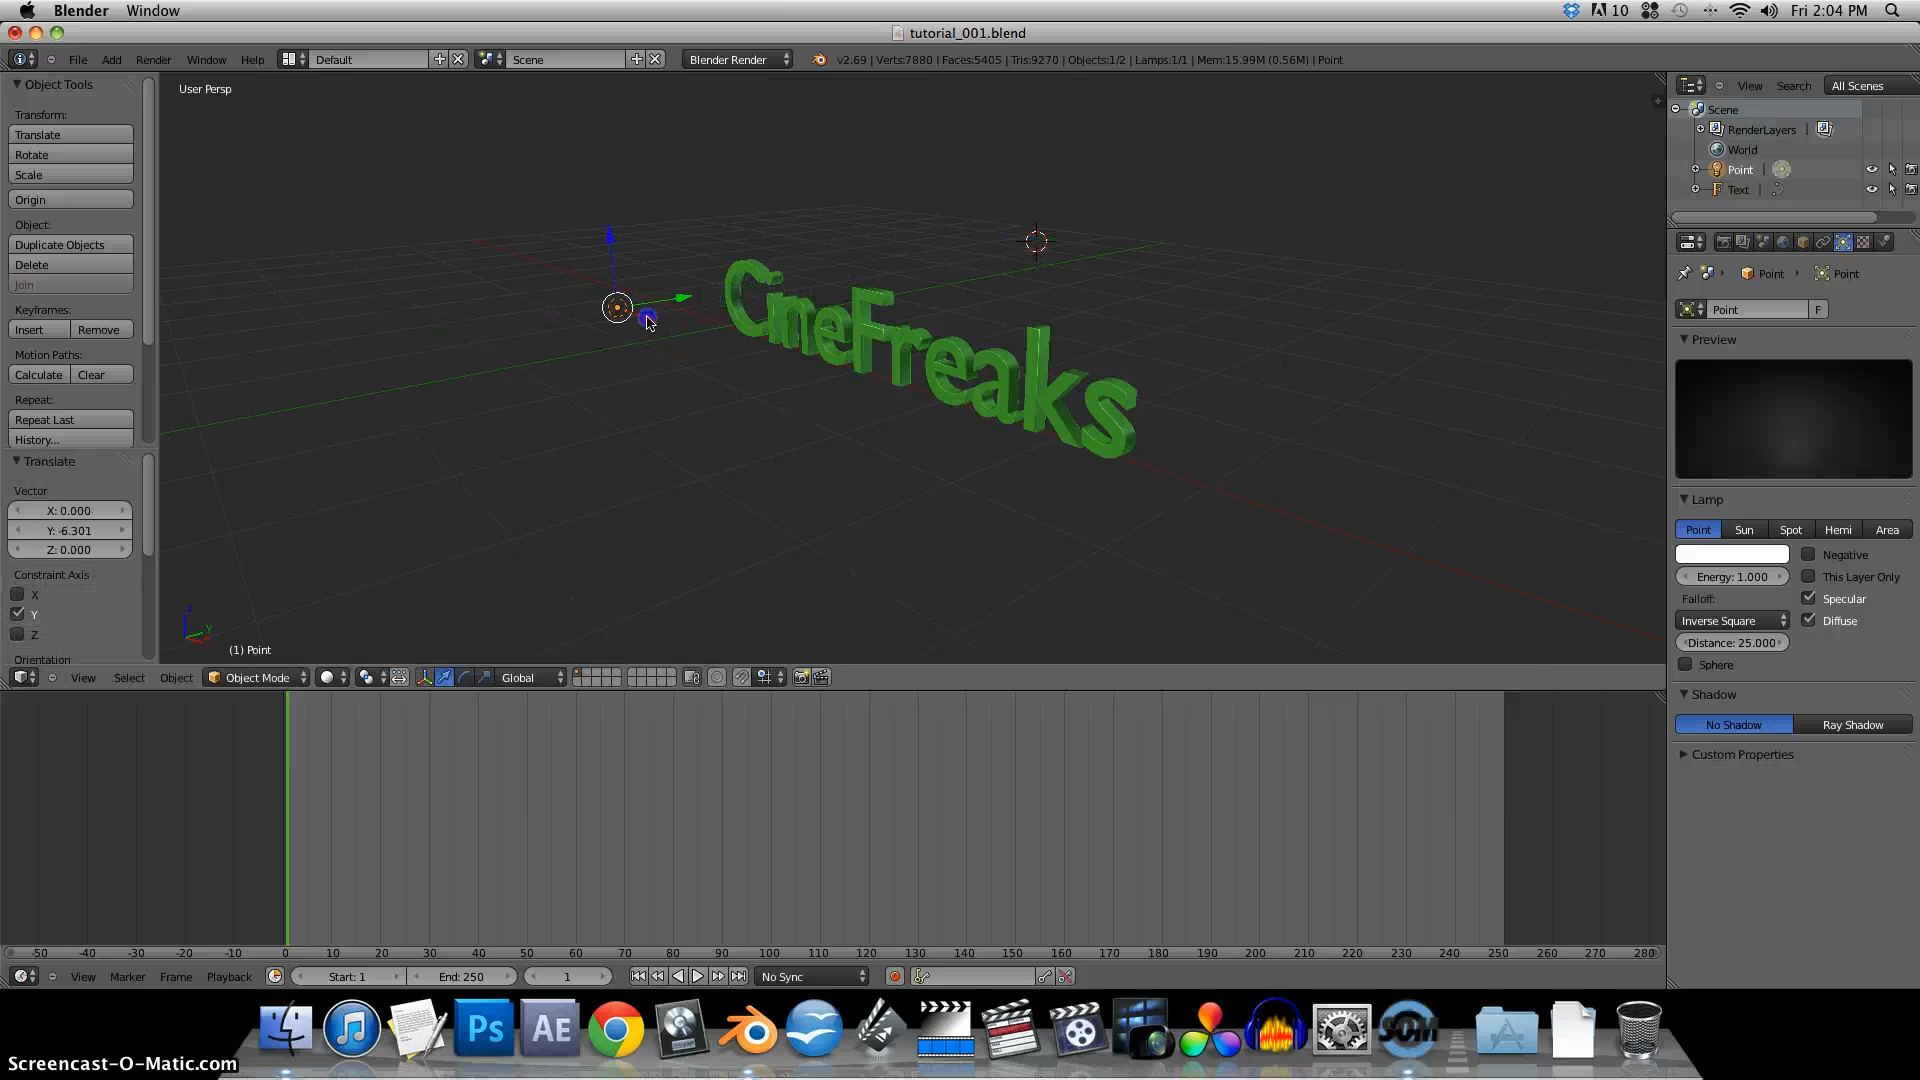 Blender Window 10 Fri 2:04 PM
tutorial_001.blend
File Add Render Window Help Default Scene Blender Render v2.69 | Verts:7880 | Faces:5405 | Tris:9270 | Objects:1/2 | Lamps:1/1 | Mem:15.99M (0.56M) | Point
Object Tools
Transform:
Translate
Rotate
Scale
Origin
Object:
Duplicate Objects
Delete
Join
Keyframes:
Insert Remove
Motion Paths:
Calculate Clear
Repeat:
Repeat Last
History...
Translate
Vector
X: 0.000
Y: -6.301
Z: 0.000
Constraint Axis
X
Y
Z
Orientation
User Persp
CineFreaks
z
y
(1) Point
View Select Object Object Mode Global
View Search All Scenes
Scene
RenderLayers |
World
Point |
Text |
Point Point
Point F
Preview
Lamp
Point Sun Spot Hemi Area
Negative
Energy: 1.000 This Layer Only
Falloff: Specular
Inverse Square Diffuse
Distance: 25.000
Sphere
Shadow
No Shadow Ray Shadow
Custom Properties
-50 -40 -30 -20 -10 0 10 20 30 40 50 60 70 80 90 100 110 120 130 140 150 160 170 180 190 200 210 220 230 240 250 260 270 280
View Marker Frame Playback Start: 1 End: 250 1 No Sync
Ps AE SOM
Screencast-O-Matic.com